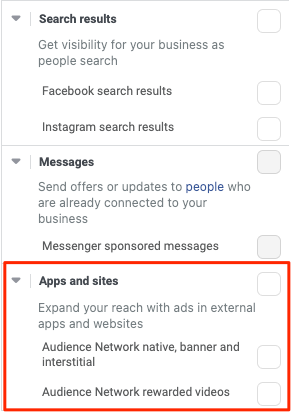 Search results
Get visibility for your business as
people search
Facebook search results
Instagram search results
Messages
Send offers or updates to people who
are already connected to your
business
Messenger sponsored messages
Apps and sites
Expand your reach with ads in external
apps and websites
Audience Network native, banner and
interstitial
Audience Network rewarded videos